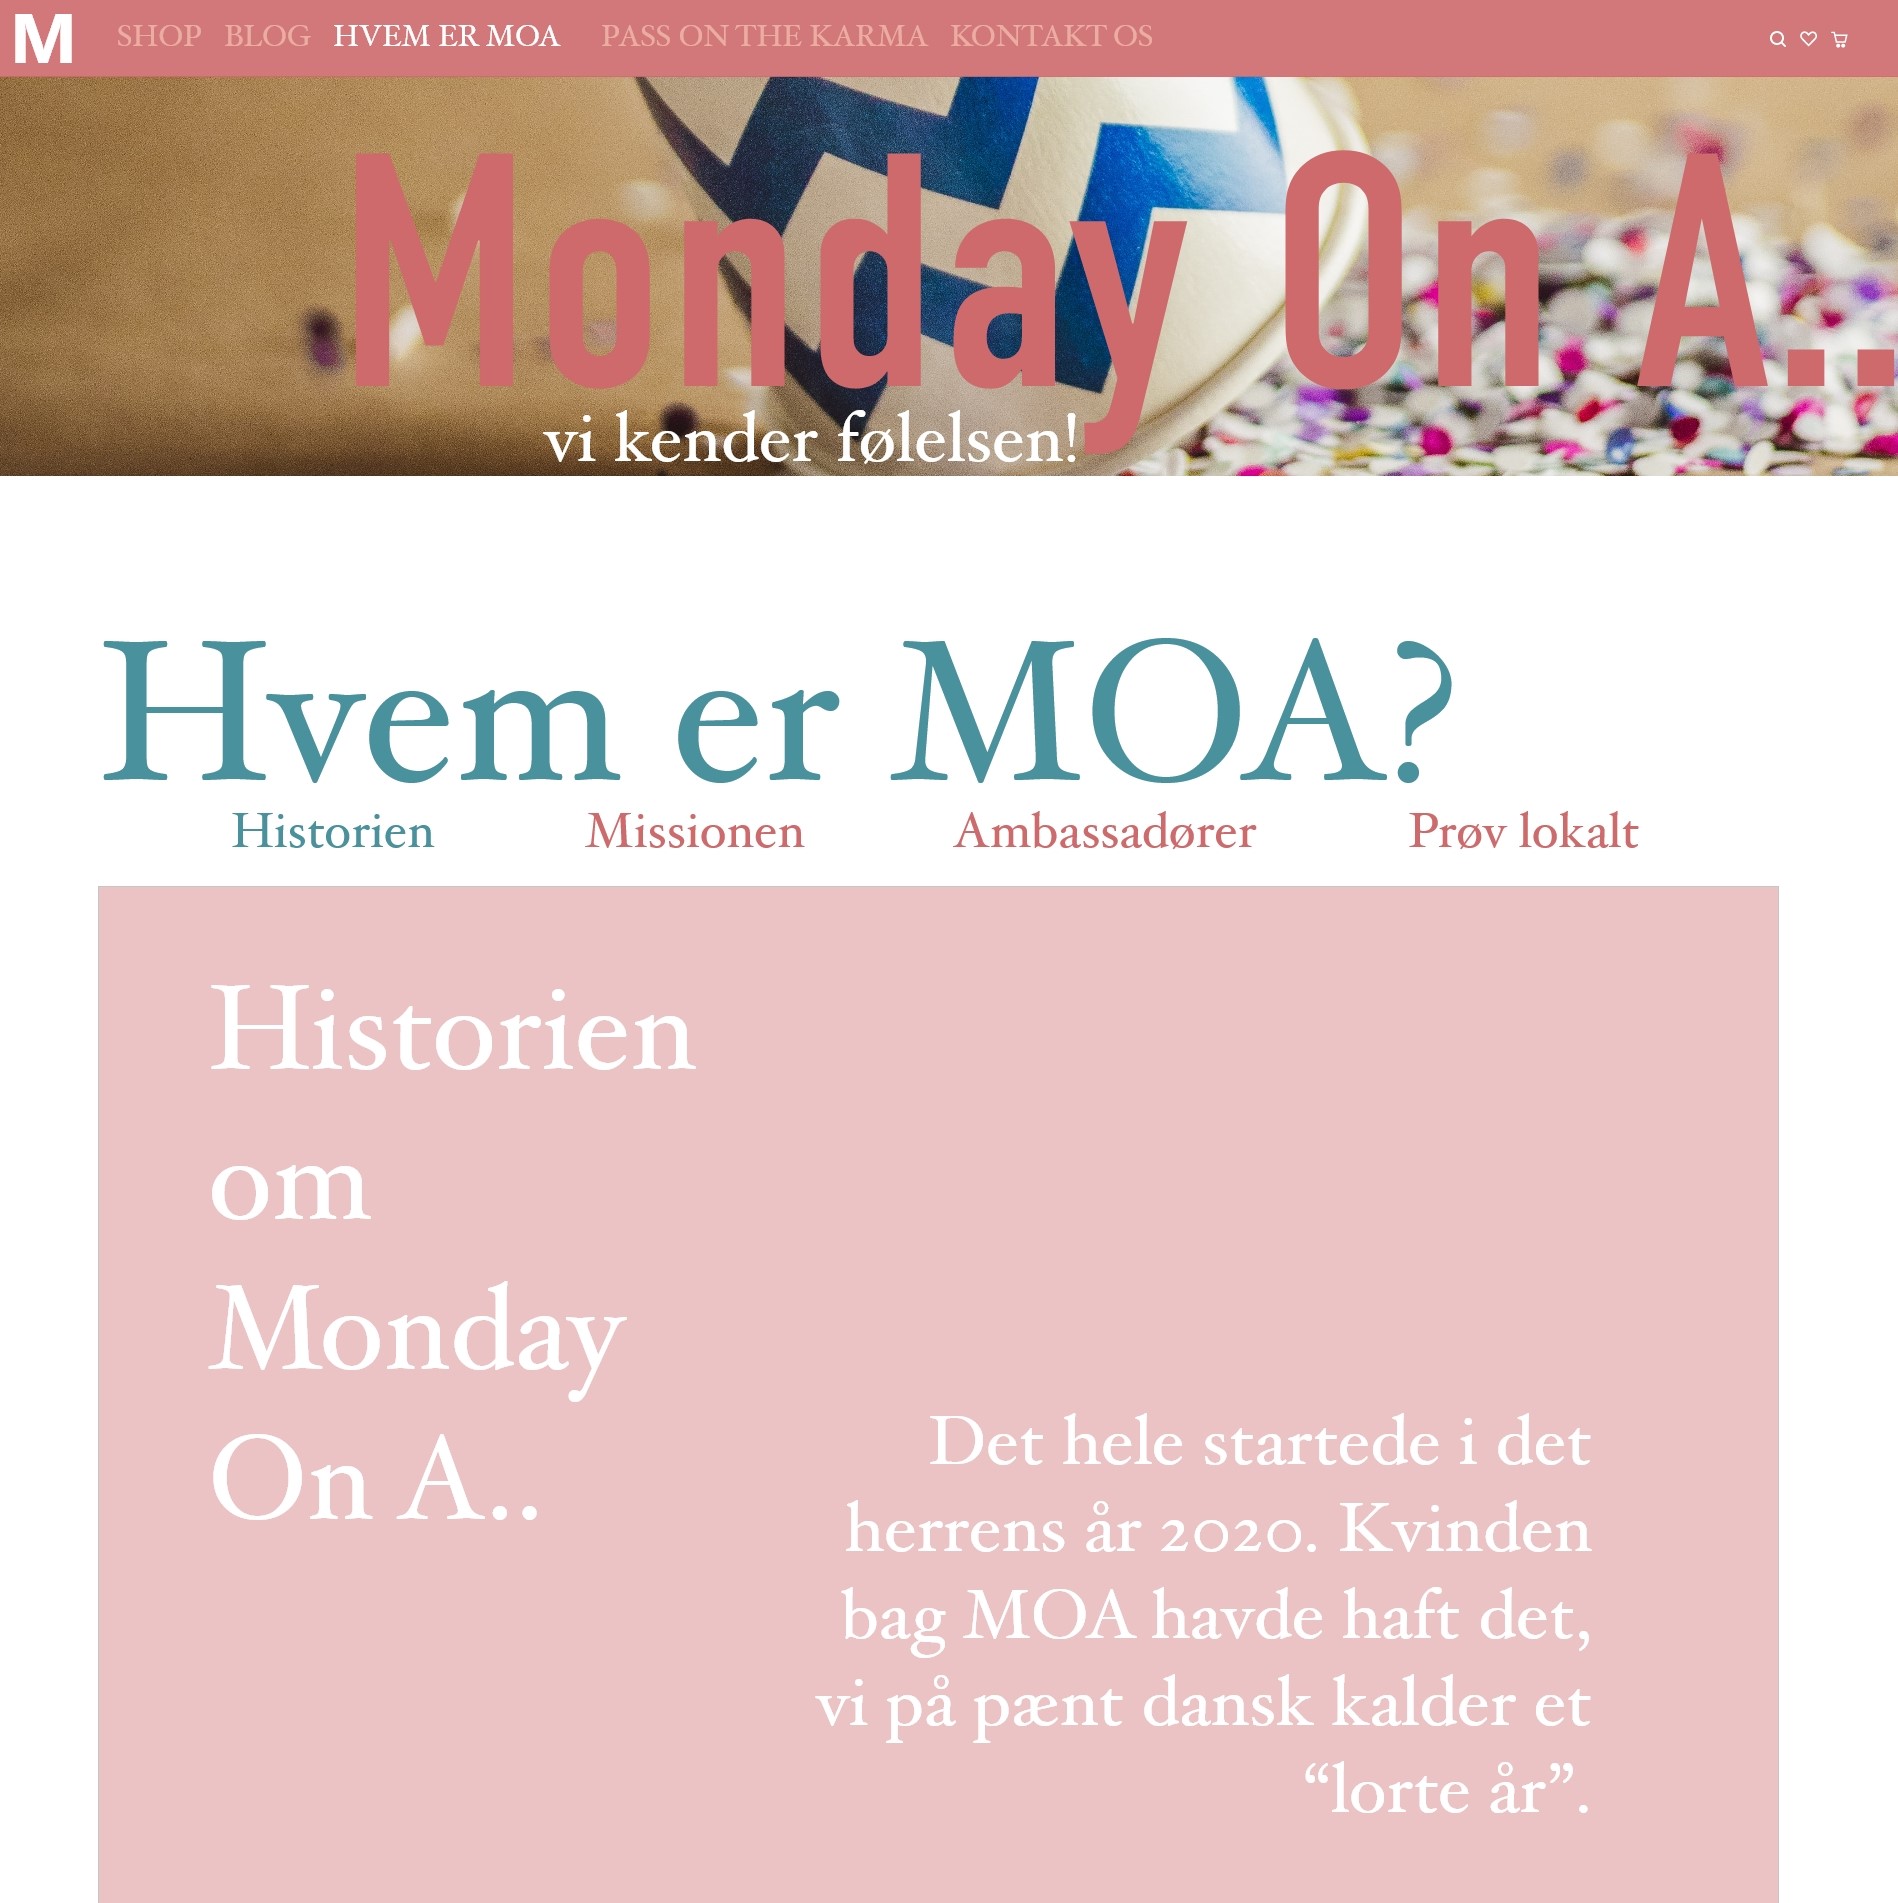 M SHOP BLOG HVEM ER MOA PASS ON THE KARMA KONTAKT OS
Monday On A..
vi kender følelsen!
Hvem er MOA?
Historien Missionen Ambassadører Prøv lokalt
Historien
om
Monday
On A..
Det hele startede i det
herrens år 2020. Kvinden
bag MOA havde haft det,
vi på pænt dansk kalder et
“lorte år”.